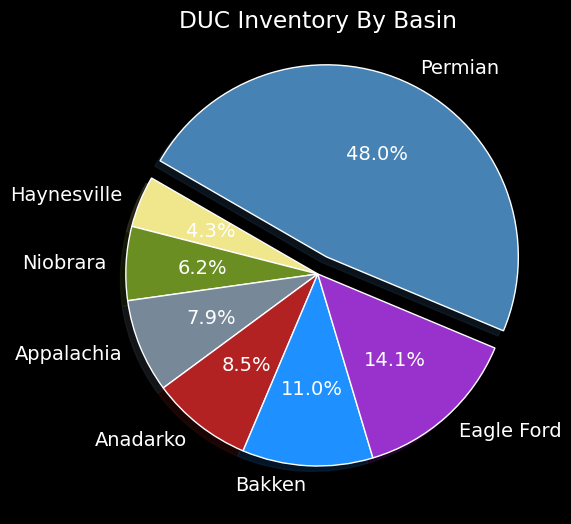 DUC Inventory By Basin
Permian
48.0%
Haynesville
4.3%
Niobrara
6.2%
Appalachia
7.9%
Anadarko
8.5%
Bakken
11.0%
Eagle Ford
14.1%